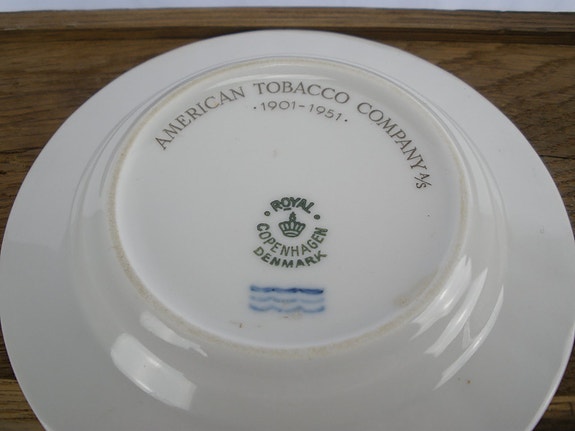 AMERICAN TOBACCO COMPANY A/S
·1901-1951·
· ROYAL ·
COPENHAGEN
DENMARK